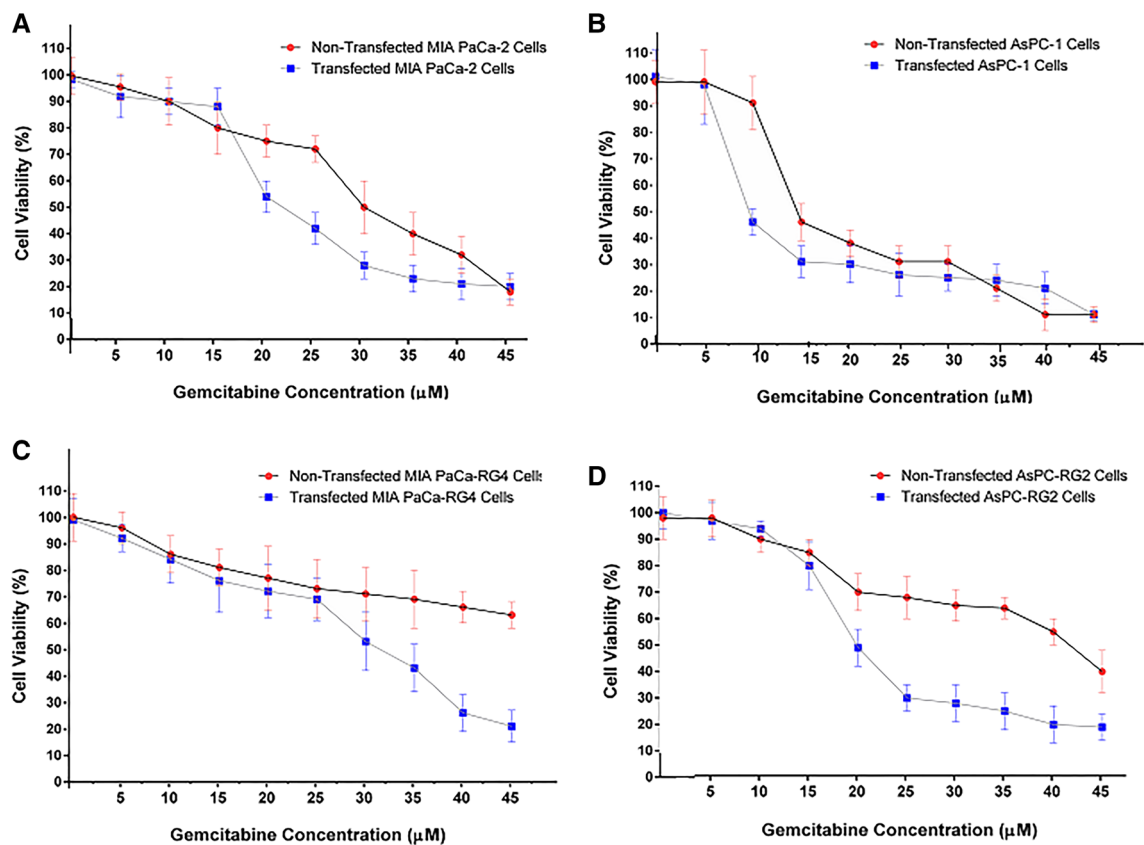 A
Non-Transfected MIA PaCa-2 Cells
Transfected MIA PaCa-2 Cells
110
100
90
80
70
60
50
40
30
20
10
0
Cell Viability (%)
5 10 15 20 25 30 35 40 45
Gemcitabine Concentration (μM)
B
Non-Transfected AsPC-1 Cells
Transfected AsPC-1 Cells
110
100
90
80
70
60
50
40
30
20
10
0
Cell Viability (%)
5 10 15 20 25 30 35 40 45
Gemcitabine Concentration (μM)
C
Non-Transfected MIA PaCa-RG4 Cells
Transfected MIA PaCa-RG4 Cells
110
100
90
80
70
60
50
40
30
20
10
0
Cell Viability (%)
5 10 15 20 25 30 35 40 45
Gemcitabine Concentration (μM)
D
Non-Transfected AsPC-RG2 Cells
Transfected AsPC-RG2 Cells
110
100
90
80
70
60
50
40
30
20
10
0
Cell Viability (%)
5 10 15 20 25 30 35 40 45
Gemcitabine Concentration (μM)